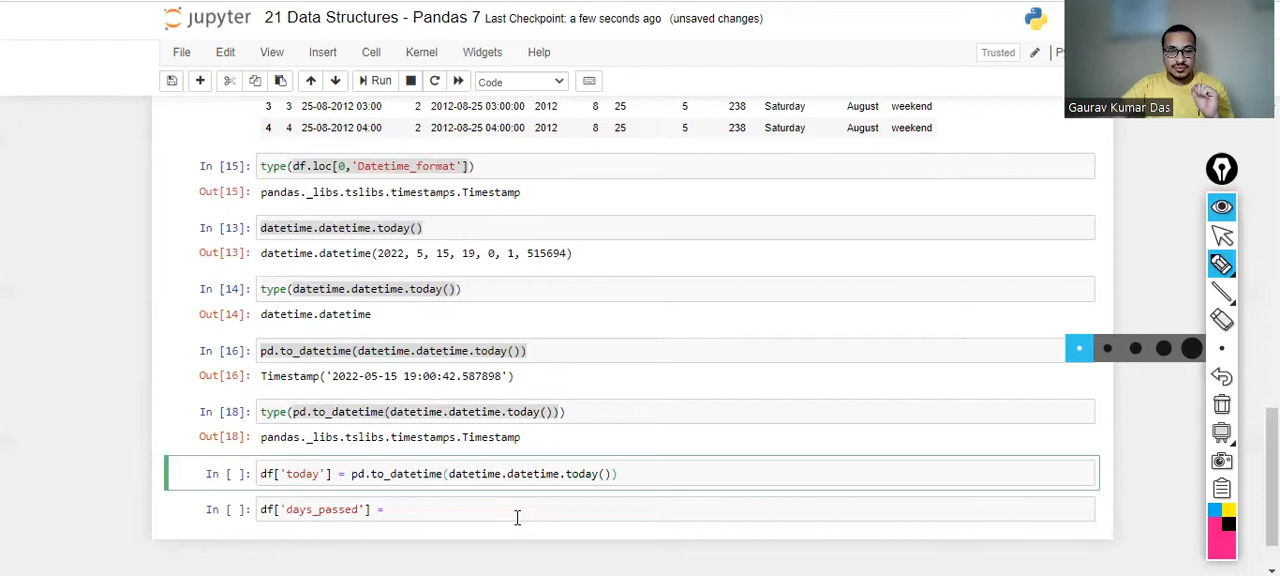 jupyter 21 Data Structures - Pandas 7 Last Checkpoint: a few seconds ago (unsaved changes)
File Edit View Insert Cell Kernel Widgets Help Trusted
Run Code
Gaurav Kumar Das
3 3 25-08-2012 03:00 2 2012-08-25 03:00:00 2012 8 25 5 238 Saturday August weekend
4 4 25-08-2012 04:00 2 2012-08-25 04:00:00 2012 8 25 5 238 Saturday August weekend
In [15]: type(df.loc[0,'Datetime_format'])
Out[15]: pandas._libs.tslibs.timestamps.Timestamp
In [13]: datetime.datetime.today()
Out[13]: datetime.datetime(2022, 5, 15, 19, 0, 1, 515694)
In [14]: type(datetime.datetime.today())
Out[14]: datetime.datetime
In [16]: pd.to_datetime(datetime.datetime.today())
Out[16]: Timestamp('2022-05-15 19:00:42.587898')
In [18]: type(pd.to_datetime(datetime.datetime.today()))
Out[18]: pandas._libs.tslibs.timestamps.Timestamp
In [ ]: df['today'] = pd.to_datetime(datetime.datetime.today())
In [ ]: df['days_passed'] =